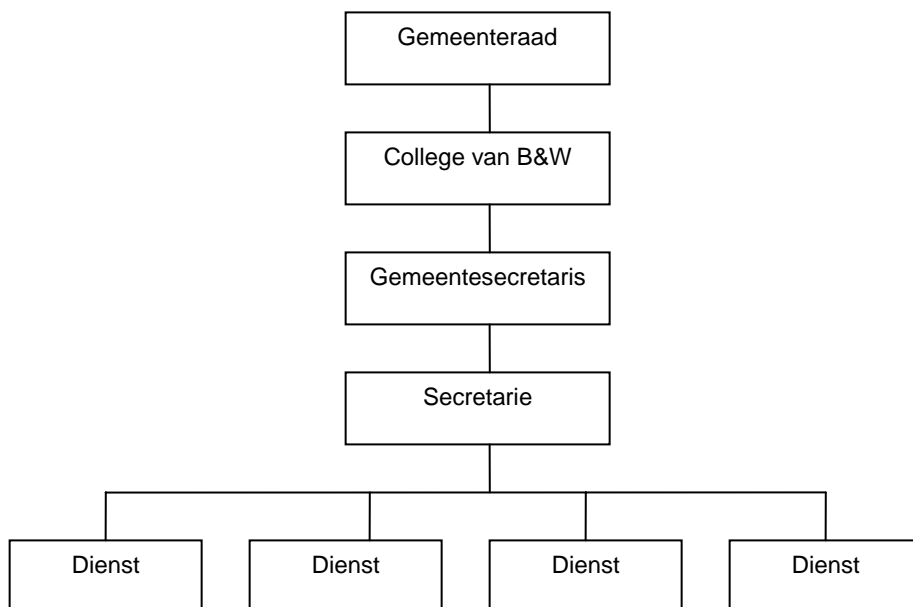 Gemeenteraad
College van B&W
Gemeentesecretaris
Secretarie
Dienst
Dienst
Dienst
Dienst